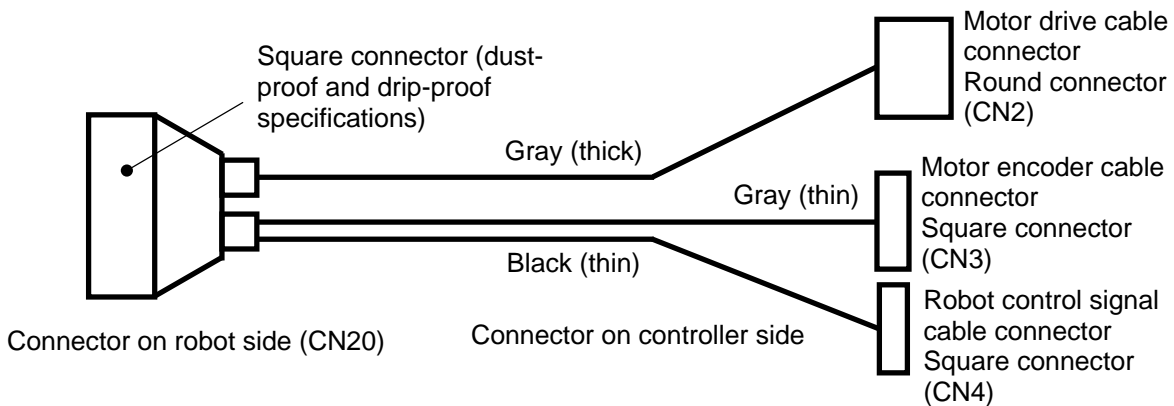 Square connector (dust-
proof and drip-proof
specifications)
Motor drive cable
connector
Round connector
(CN2)
Gray (thick)
Gray (thin)
Motor encoder cable
connector
Square connector
(CN3)
Black (thin)
Connector on robot side (CN20)
Connector on controller side
Robot control signal
cable connector
Square connector
(CN4)